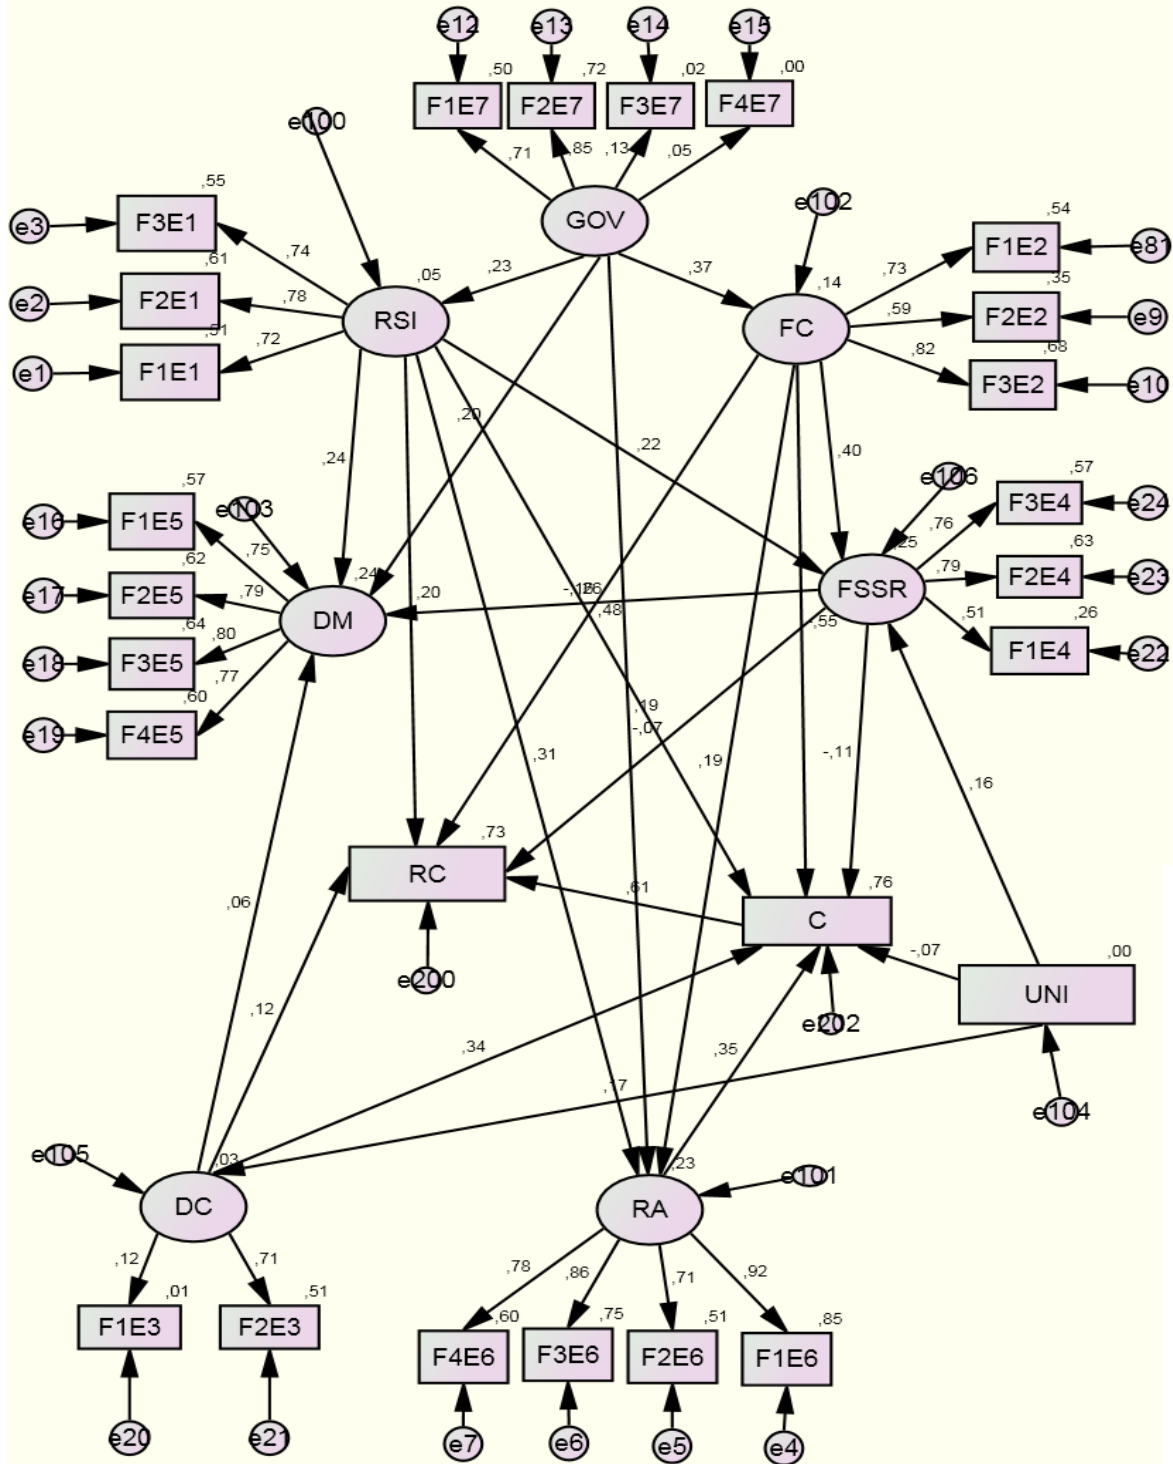 e12 e13 e14 e15
,50 ,72 ,02 ,00
F1E7 F2E7 F3E7 F4E7
e100
,71 ,85 ,13 ,05
,55
e3 F3E1
GOV
e102
,54
F1E2 e81
,74
,61
,23 ,37
,05 ,14
,73
,35
e2 F2E1
,78
RSI
FC
,59
F2E2 e9
,51
,72
,82
,68
e1 F1E1
F3E2 e10
,20
,24
,22
,40
,57
e16 F1E5
e103
e106
,57
F3E4 e24
,75
,76
,25
,62
,24
,63
e17 F2E5
,79
,20
,48
FSSR
,79
F2E4 e23
DM
,55
,51
,26
,64
,80
e18 F3E5
F1E4 e22
,77
,60
e19 F4E5
,19
-,07
,31
,19
-,11
,16
,73
RC
,61
,76
C
,06
-,07
,00
UNI
e200
e202
,12
,34
,35
,17
e104
e105
,03
,23
e101
DC
RA
,12 ,71
,78 ,86 ,71 ,92
,01 ,51
,60 ,75 ,51 ,85
F1E3 F2E3
F4E6 F3E6 F2E6 F1E6
e20 e21
e7 e6 e5 e4